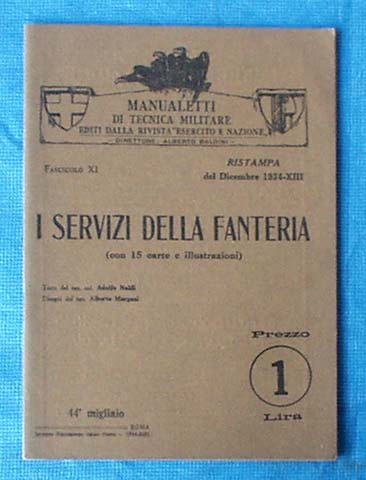 MANUALETTI
DI TECNICA MILITARE
EDITI DALLA RIVISTA "ESERCITO E NAZIONE"
DIRETTORE: ALBERTO BALDINI
FASCICOLO XI
RISTAMPA
del Dicembre 1934-XIII
I SERVIZI DELLA FANTERIA
(con 15 carte e illustrazioni)
Testo del ten. col. Adolfo Naldi
Disegni del ten. Alberto
Prezzo
1
Lira
44° migliaio
ROMA